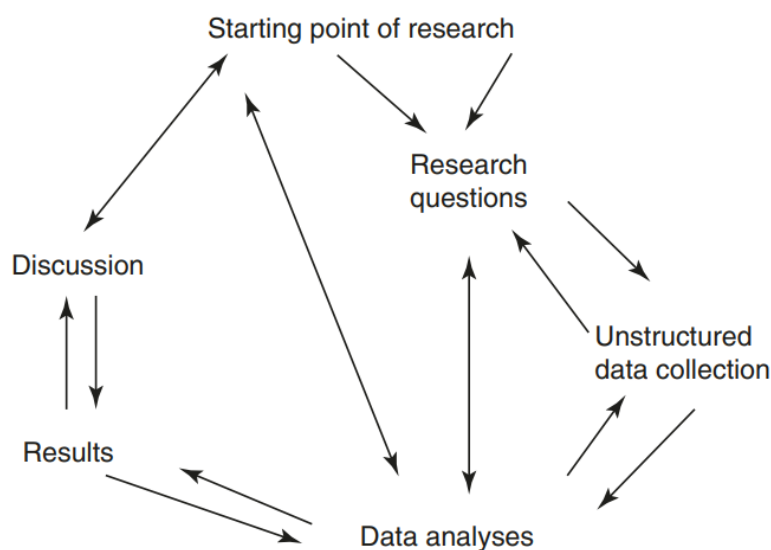 Starting point of research
Research
questions
Discussion
Unstructured
data collection
Results
Data analyses